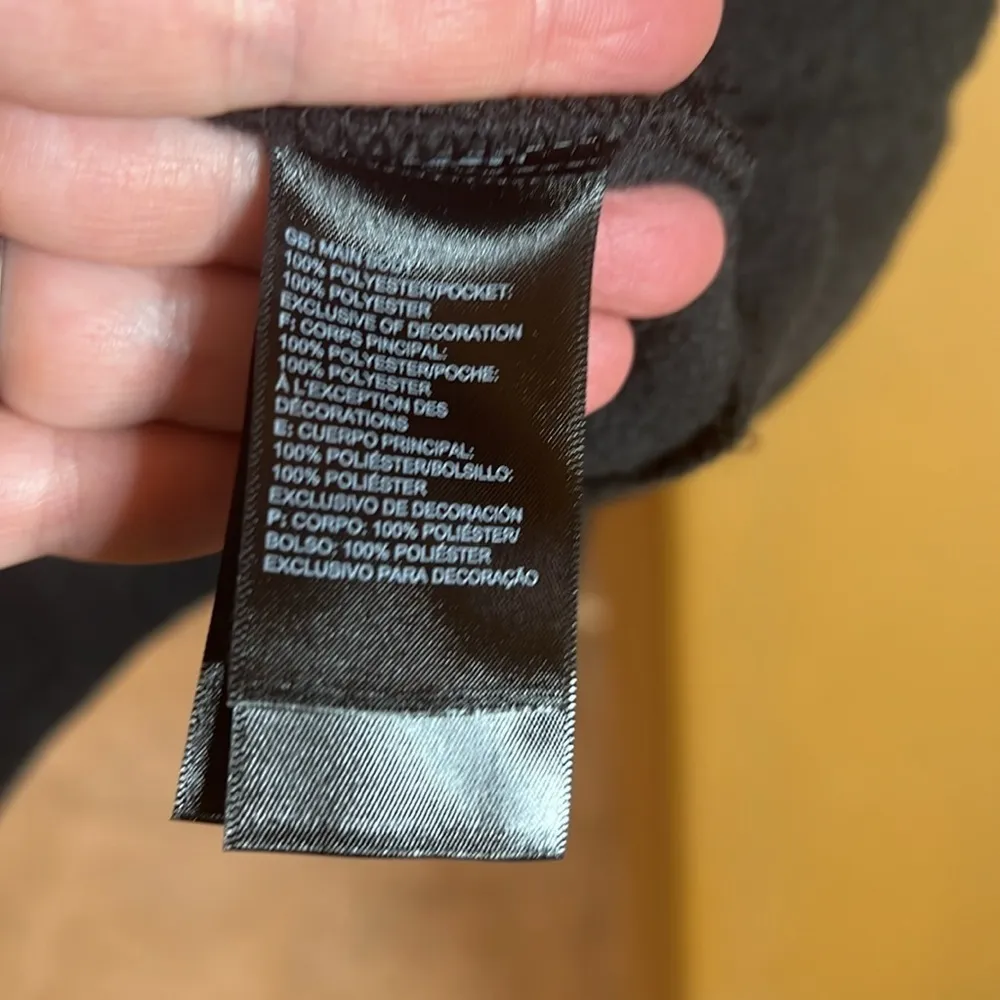 GB: MAIN
100% POLYESTER/POCKET:
100% POLYESTER
EXCLUSIVE OF DECORATION
F: CORPS PINCIPAL:
100% POLYESTER/POCHE:
100% POLYESTER
À L'EXCEPTION DES
DÉCORATIONS
E: CUERPO PRINCIPAL:
100% POLIÉSTER/BOLSILLO:
100% POLIÉSTER
EXCLUSIVO DE DECORACIÓN
P: CORPO: 100% POLIÉSTER/
BOLSO: 100% POLIÉSTER
EXCLUSIVO PARA DECORAÇÃO